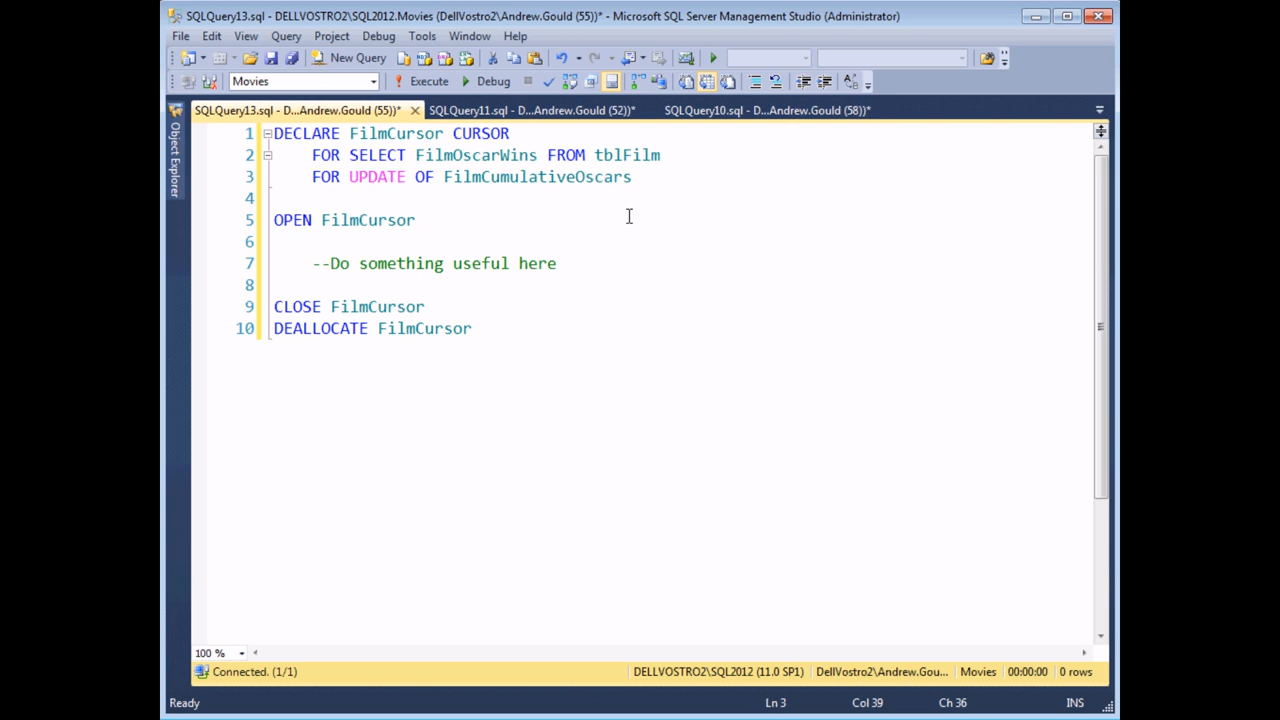 SQLQuery13.sql - DELLVOSTRO2\SQL2012.Movies (DellVostro2\Andrew.Gould (55))* - Microsoft SQL Server Management Studio (Administrator)
File Edit View Query Project Debug Tools Window Help
New Query
Movies Execute Debug
SQLQuery13.sql - D...Andrew.Gould (55))* SQLQuery11.sql - D...Andrew.Gould (52))* SQLQuery10.sql - D...Andrew.Gould (58))*
Object Explorer
1 DECLARE FilmCursor CURSOR
2 FOR SELECT FilmOscarWins FROM tblFilm
3 FOR UPDATE OF FilmCumulativeOscars
4
5 OPEN FilmCursor
6
7 --Do something useful here
8
9 CLOSE FilmCursor
10 DEALLOCATE FilmCursor
100 %
Connected. (1/1) DELLVOSTRO2\SQL2012 (11.0 SP1) DellVostro2\Andrew.Gou... Movies 00:00:00 0 rows
Ready Ln 3 Col 39 Ch 36 INS